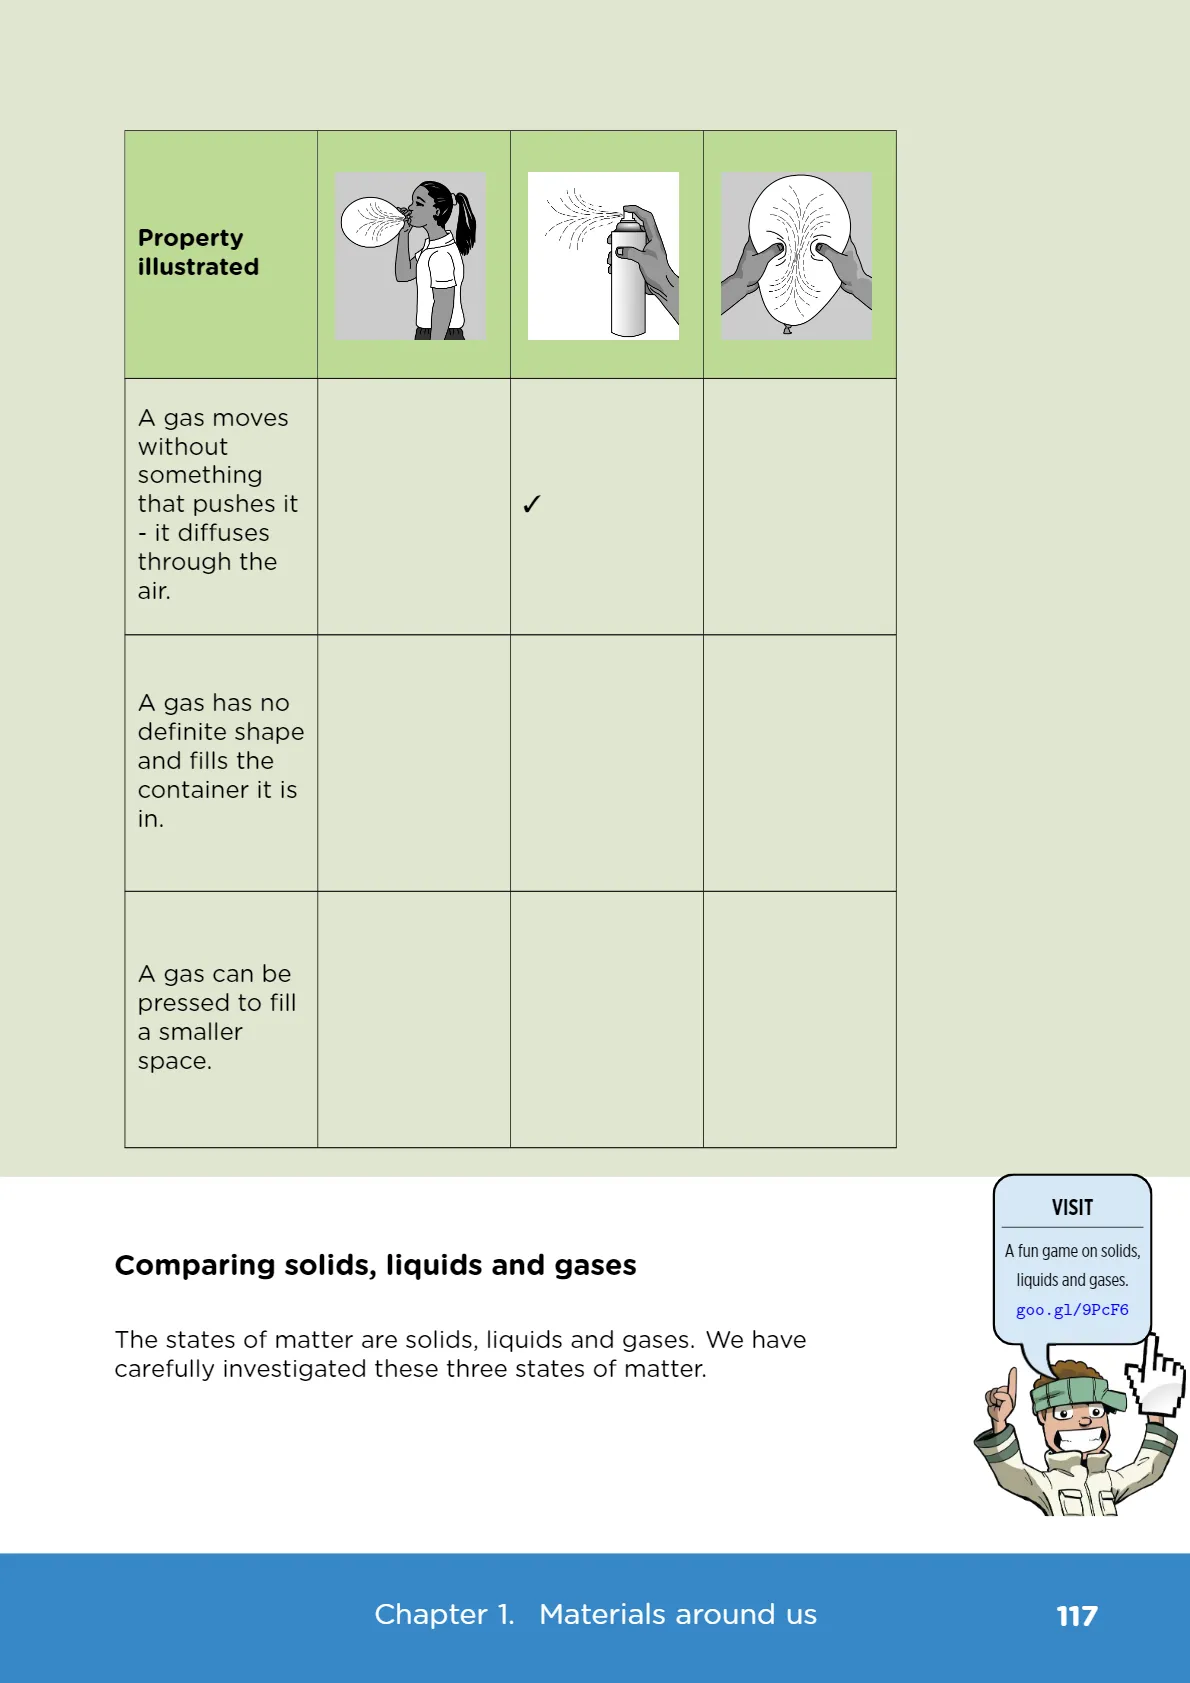 Property
illustrated
A gas moves
without
something
that pushes it
- it diffuses
through the
air.
✓
A gas has no
definite shape
and fills the
container it is
in.
A gas can be
pressed to fill
a smaller
space.
VISIT
A fun game on solids,
liquids and gases.
goo.gl/9PcF6
Comparing solids, liquids and gases
The states of matter are solids, liquids and gases. We have
carefully investigated these three states of matter.
Chapter 1. Materials around us
117